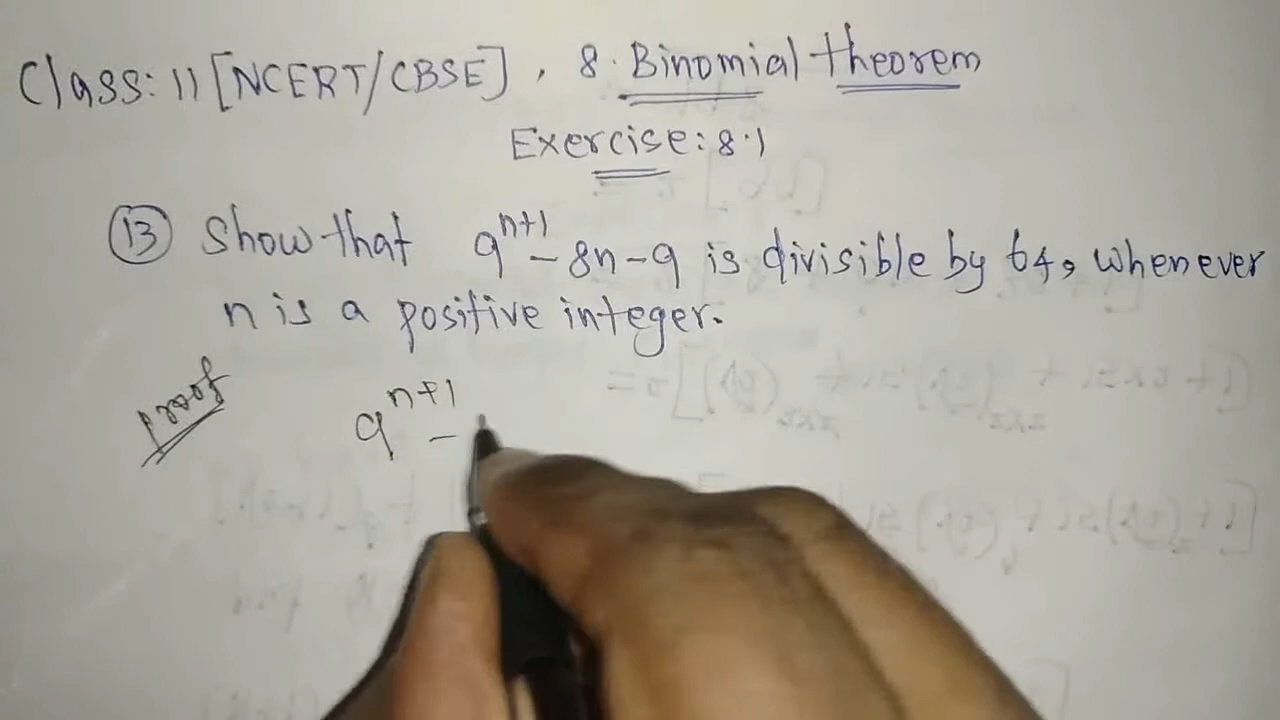 Class: 11 [NCERT/CBSE], 8. Binomial theorem
Exercise: 8.1
13 Show that 9^{n+1} - 8n - 9 is divisible by 64, whenever
n is a positive integer.
Proof
9^{n+1} -